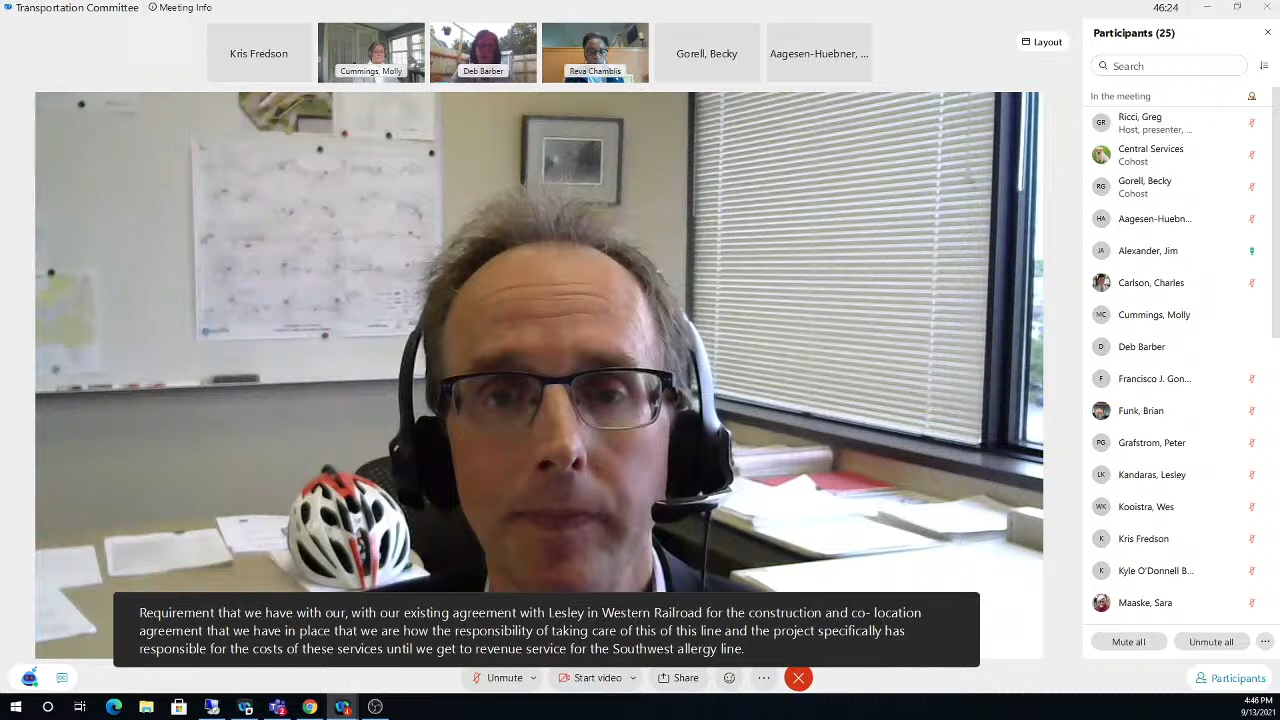 Transportation Committee
Meeting Info
46:24
Kris Fredson
Cummings, Molly
Deb Barber
Reva Chamblis
Gorell, Becky
Aagesen-Huebner, ...
Layout
Participants (25)
Search
In the meeting
GR
Ricci, Greg
Host, presenter, ...
Central Services
Cohost
RG
Gorell, Becky
Cohost
HA
Aagesen-Huebn...
JA
Alexander, Jim
Carlson, Charles
MC
Cummings, Molly
D
Deb Barber
F
Francisco J. Gon...
Funk, Brian
PG
Grafstrom, Peter
LK
Kandaras, Lesley
WK
Kooistra, Wes
K
Kris Fredson
K
Kyle O'Donnell B...
Maaske, Sara
Requirement that we have with our, with our existing agreement with Lesley in Western Railroad for the construction and co- location
agreement that we have in place that we are how the responsibility of taking care of this of this line and the project specifically has
responsible for the costs of these services until we get to revenue service for the Southwest allergy line.
Mute all
Unmute all
Unmute
Start video
Share
Participants
4:46 PM
9/13/2021